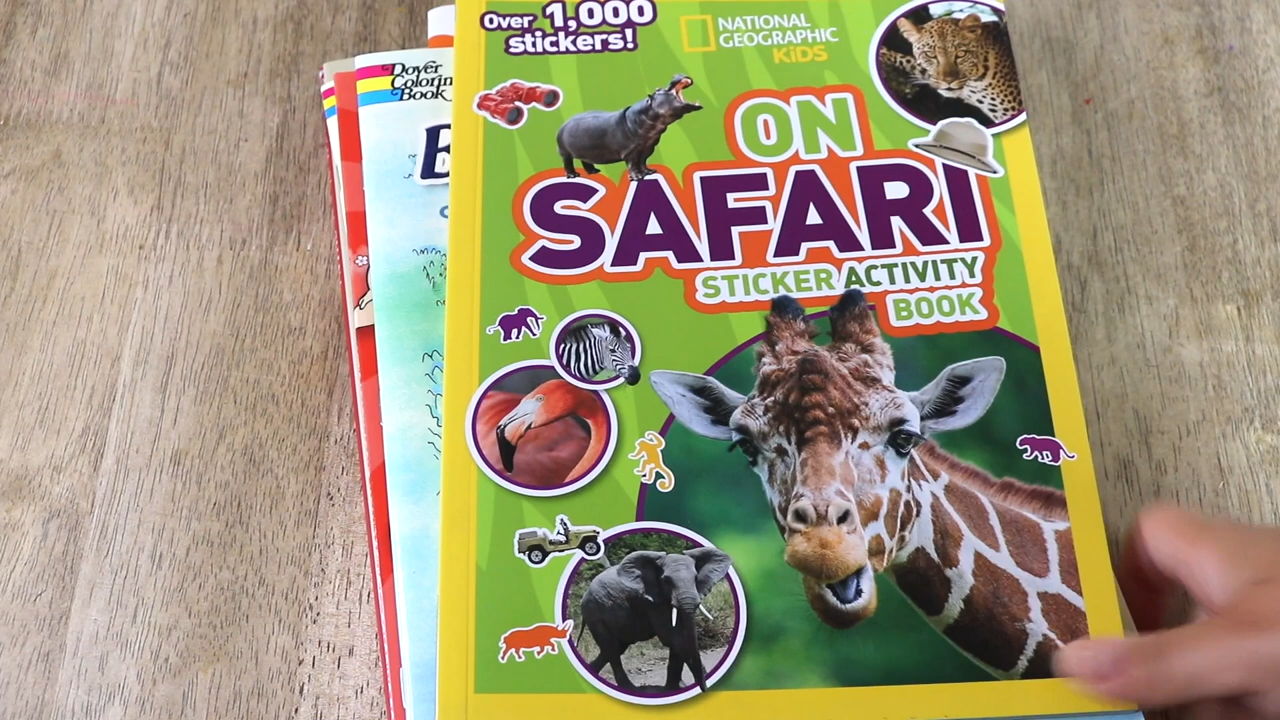 Over 1,000
stickers!
NATIONAL
GEOGRAPHIC
KiDS
ON
SAFARI
STICKER ACTIVITY
BOOK
Dover
Coloring
Book